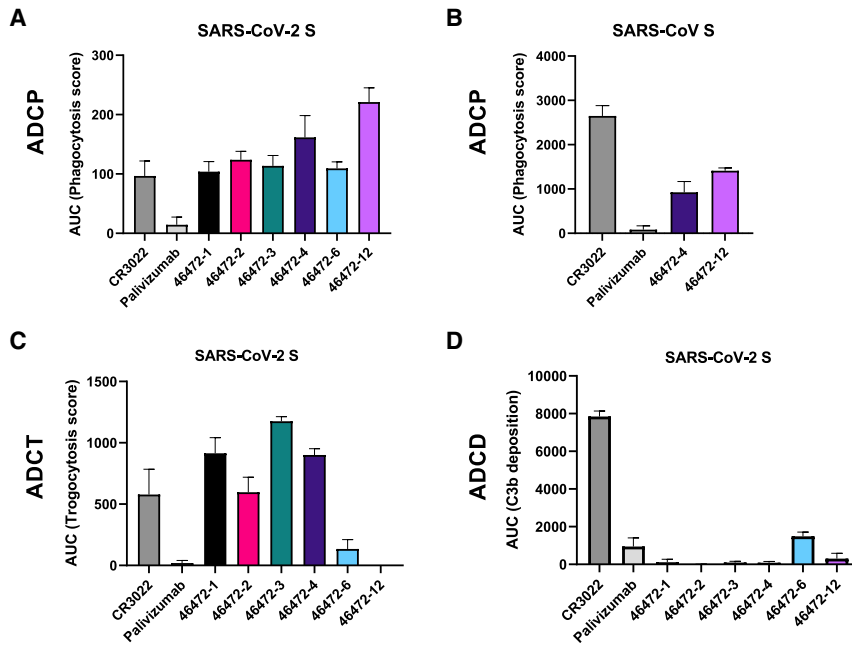 A
SARS-CoV-2 S
ADCP
AUC (Phagocytosis score)
300
200
100
0
CR3022
Palivizumab
46472-1
46472-2
46472-3
46472-4
46472-6
46472-12
B
SARS-CoV S
ADCP
AUC (Phagocytosis score)
4000
3000
2000
1000
0
CR3022
Palivizumab
46472-4
46472-12
C
SARS-CoV-2 S
ADCT
AUC (Trogocytosis score)
1500
1000
500
0
CR3022
Palivizumab
46472-1
46472-2
46472-3
46472-4
46472-6
46472-12
D
SARS-CoV-2 S
ADCD
AUC (C3b deposition)
10000
8000
6000
4000
2000
0
CR3022
Palivizumab
46472-1
46472-2
46472-3
46472-4
46472-6
46472-12